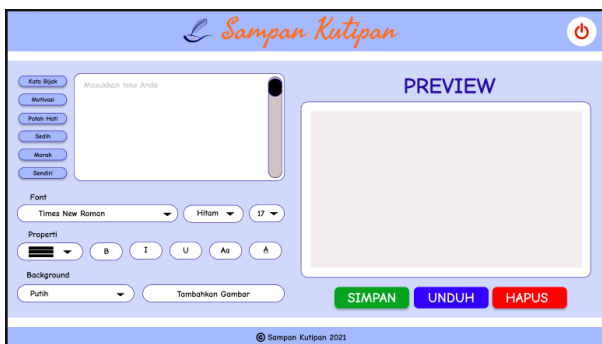 Sampan Kutipan
Kata Bijak
Motivasi
Patah Hati
Sedih
Marah
Sendiri
Masukkan teks Anda
Font
Times New Roman
Hitam
17
Properti
B
I
U
Aa
A
Background
Putih
Tambahkan Gambar
PREVIEW
SIMPAN
UNDUH
HAPUS
© Sampan Kutipan 2021